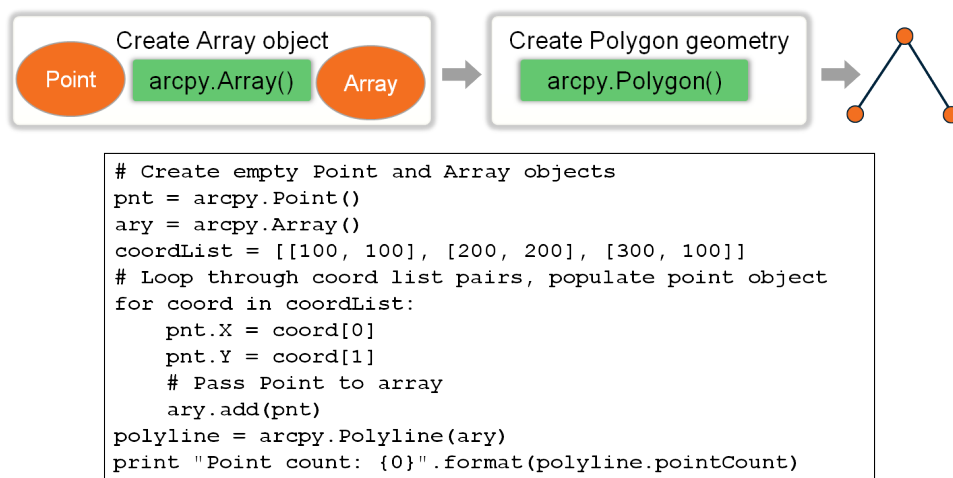 Create Array object
Point
arcpy.Array()
Array
Create Polygon geometry
arcpy.Polygon()
# Create empty Point and Array objects
pnt = arcpy.Point()
ary = arcpy.Array()
coordList = [[100, 100], [200, 200], [300, 100]]
# Loop through coord list pairs, populate point object
for coord in coordList:
    pnt.X = coord[0]
    pnt.Y = coord[1]
    # Pass Point to array
    ary.add(pnt)
polyline = arcpy.Polyline(ary)
print "Point count: {0}".format(polyline.pointCount)